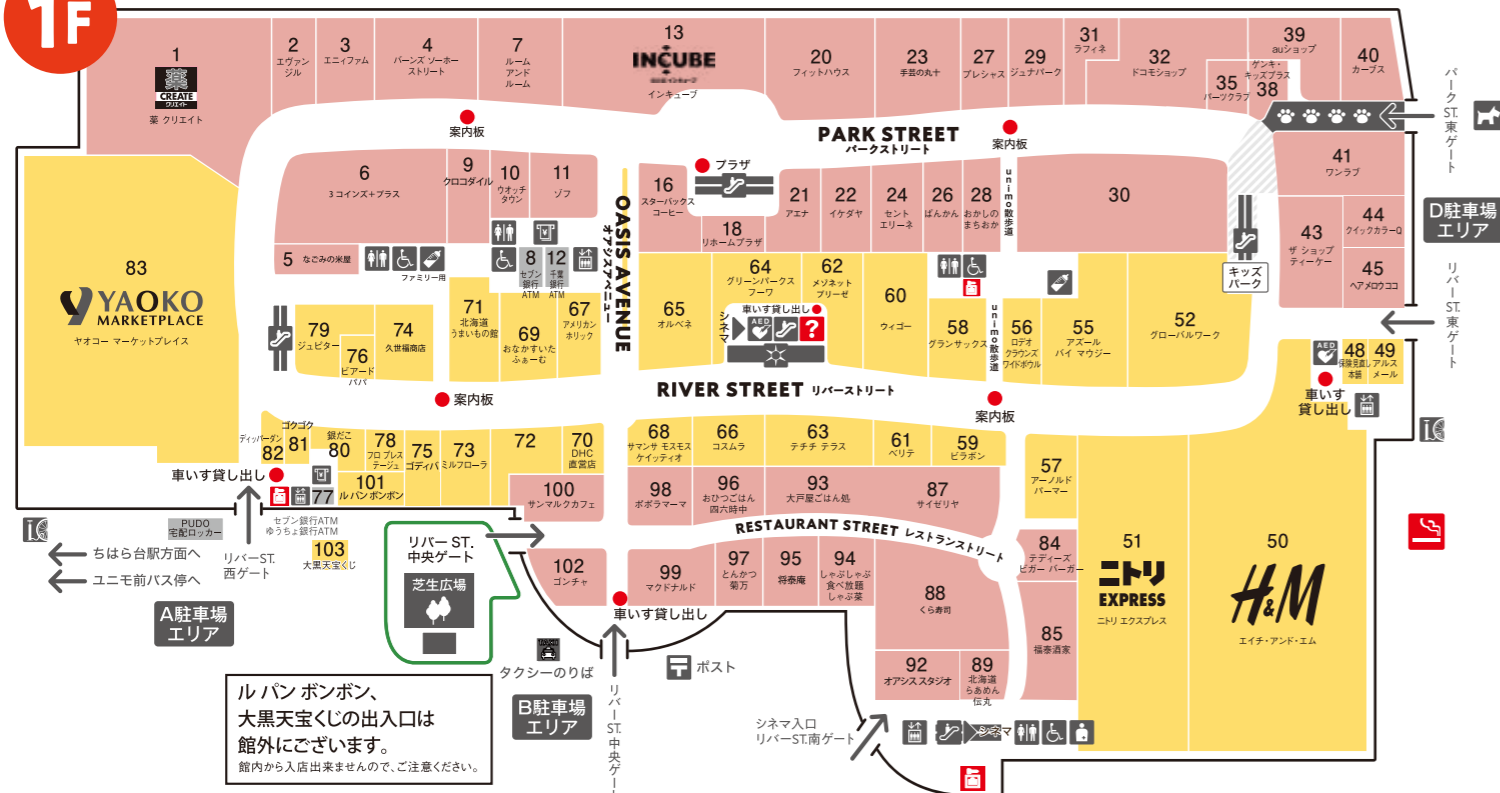 1F
1
薬
CREATE
クリエイト
薬 クリエイト
2
エヴァン
ジル
3
エニィファム
4
バーンズ ソーホー
ストリート
7
ルーム
アンド
ルーム
13
INCUBE
インキューブ
20
フィットハウス
23
手芸の丸十
27
プレシャス
29
ジュナパーク
31
ラフィネ
32
ドコモショップ
35
パーツクラブ
39
auショップ
ゲンキ・
キッズプラス
38
40
カーブス
パークST.東ゲート
案内板
PARK STREET
パークストリート
案内板
6
3コインズ+プラス
9
クロコダイル
10
ウオッチ
タウン
11
ゾフ
OASIS AVENUE
オアシスアベニュー
16
スターバックス
コーヒー
プラザ
18
リホームプラザ
21
アエナ
22
イケダヤ
24
セント
エリーネ
26
ばんかん
28
おかしの
まちおか
unimo散歩道
30
41
ワンラブ
43
ザ ショップ
ティーケー
44
クイックカラーQ
45
ヘアメロウココ
D駐車場
エリア
キッズ
パーク
リバーST.東ゲート
5 なごみの米屋
ファミリー用
8
セブン
銀行
ATM
12
千葉
銀行
ATM
83
YAOKO
MARKETPLACE
ヤオコー マーケットプレイス
79
ジュピター
76
ビアード
パパ
74
久世福商店
71
北海道
うまいもの館
69
おなかすいた
ふぁーむ
67
アメリカン
ホリック
65
オルベネ
64
グリーンパークス
フーワ
62
メゾネット
ブリーゼ
車いす貸し出し
シネマ
AED
?
60
ウィゴー
58
グランサックス
unimo散歩道
56
ロデオ
クラウンズ
ワイドボウル
55
アズール
バイ マウジー
52
グローバルワーク
AED
48
保険見直し
本舗
49
アルス
メール
車いす
貸し出し
案内板
RIVER STREET リバーストリート
案内板
ディッパーダン
82
ゴクゴク
81
銀だこ
80
78
フロ プレス
テージュ
75
ゴディバ
73
ミルフローラ
72
70
DHC
直営店
68
サマンサ モスモス
ケイッティオ
66
コスムラ
63
テチチ テラス
61
ベリテ
59
ビラボン
57
アーノルド
パーマー
車いす貸し出し
77
101
ル パン ボンボン
セブン銀行ATM
ゆうちょ銀行ATM
103
大黒天宝くじ
PUDO
宅配ロッカー
リバーST.
西ゲート
ちはら台駅方面へ
ユニモ前バス停へ
A駐車場
エリア
リバー ST.
中央ゲート
芝生広場
100
サンマルクカフェ
98
ポポラマーマ
96
おひつごはん
四六時中
93
大戸屋ごはん処
87
サイゼリヤ
RESTAURANT STREET レストランストリート
102
ゴンチャ
99
マクドナルド
97
とんかつ
菊万
95
将泰庵
94
しゃぶしゃぶ
食べ放題
しゃぶ菜
88
くら寿司
84
テディーズ
ビガー バーガー
85
福泰酒家
92
オアシススタジオ
89
北海道
らあめん
伝丸
51
ニトリ
EXPRESS
ニトリ エクスプレス
50
H&M
エイチ・アンド・エム
車いす貸し出し
タクシーのりば
B駐車場
エリア
リバーST.中央ゲート
ポスト
シネマ入口
リバーST.南ゲート
シネマ
ル パン ボンボン、
大黒天宝くじの出入口は
館外にございます。
館内から入店出来ませんので、ご注意ください。